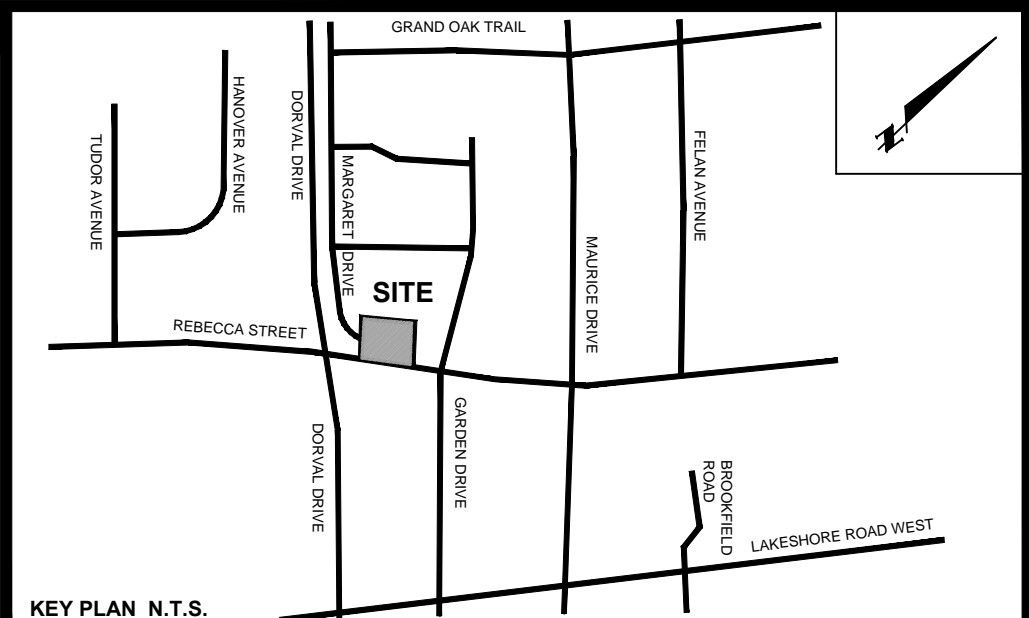 GRAND OAK TRAIL
HANOVER AVENUE
DORVAL DRIVE
TUDOR AVENUE
MARGARET DRIVE
FELAN AVENUE
N
MAURICE DRIVE
SITE
REBECCA STREET
GARDEN DRIVE
DORVAL DRIVE
BROOKFIELD
ROAD
LAKESHORE ROAD WEST
KEY PLAN N.T.S.